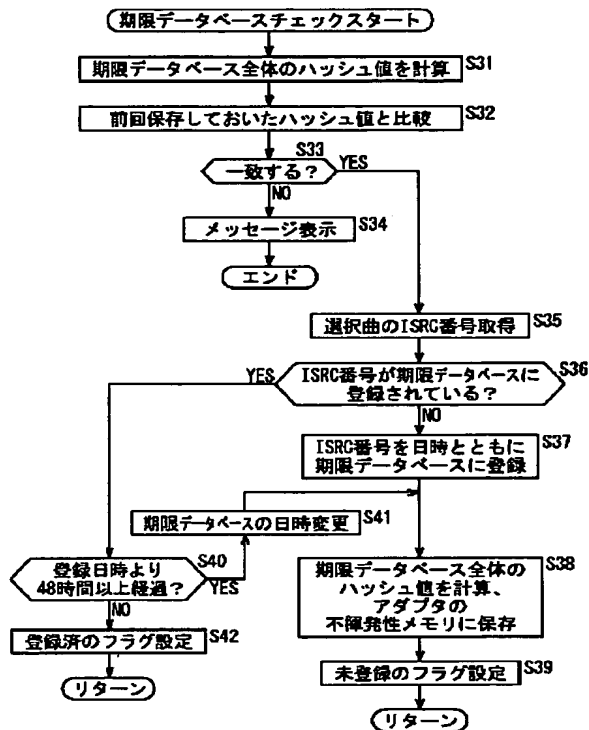 期限データベースチェックスタート
期限データベース全体のハッシュ値を計算
S31
前回保存しておいたハッシュ値と比較
S32
S33
一致する？
YES
NO
メッセージ表示
S34
エンド
選択曲のISRC番号取得
S35
ISRC番号が期限データベースに
登録されている？
S36
YES
NO
ISRC番号を日時とともに
期限データベースに登録
S37
期限データベースの日時変更
S41
登録日時より
48時間以上経過？
S40
YES
NO
期限データベース全体の
ハッシュ値を計算、
アダプタの
不揮発性メモリに保存
S38
登録済のフラグ設定
S42
未登録のフラグ設定
S39
リターン
リターン